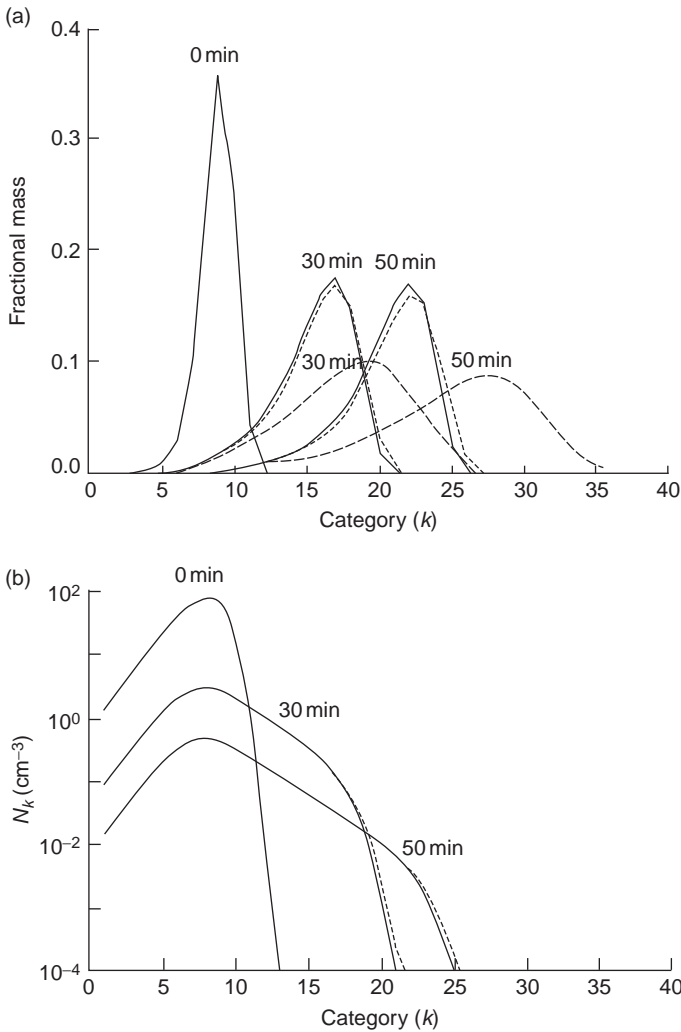 (a)
0.4
0 min
0.3
Fractional mass
0.2
30 min 50 min
30 min 50 min
0.1
0.0
0 5 10 15 20 25 30 35 40
Category (k)
(b)
0 min
10²
30 min
10⁰
Nₖ (cm⁻³)
50 min
10⁻²
10⁻⁴
0 5 10 15 20 25 30 35 40
Category (k)